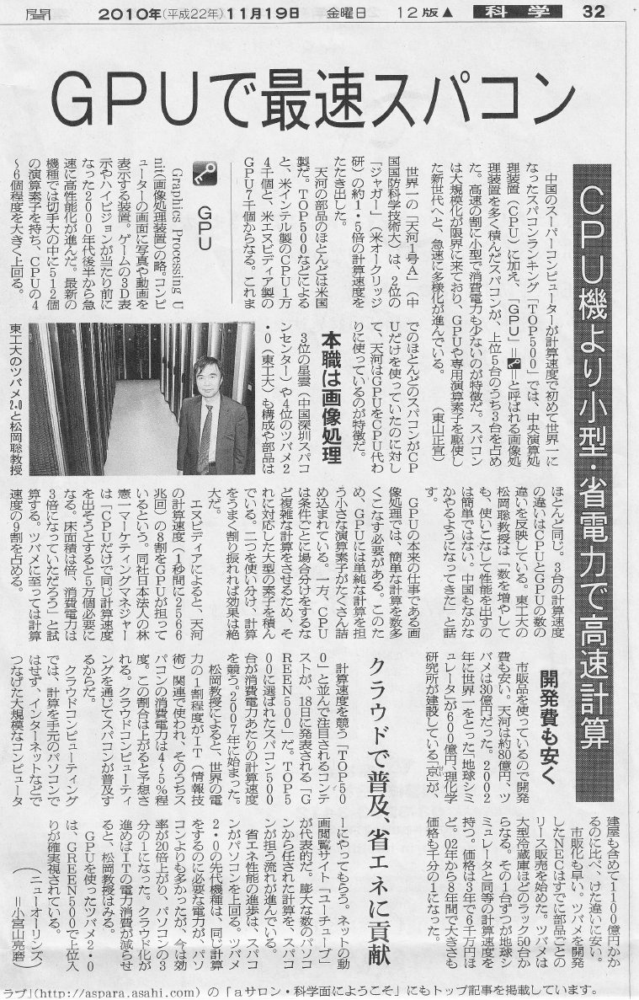 聞 2010年(平成22年)11月19日 金曜日 12版▲ 科学 32
GPUで最速スパコン
CPU機より小型・省電力で高速計算
中国のスーパーコンピューターが計算速度で初めて世界一に
なったスパコンランキング「TOP500」では、中央演算処
理装置(CPU)に加え、「GPU」=と呼ばれる画像処
理装置を多く積んだスパコンが、上位5台のうち3台を占め
た。高速の割に小型で消費電力も少ないのが特徴だ。スパコン
は大規模化が限界に来ており、GPUや専用演算素子を駆使し
た新世代へと、急速に多様化が進んでいる。 (東山正宜)
世界一の「天河1号A」(中
国国防科学技術大)は、2位の
「ジャガー」(米オークリッジ
研)の約1・5倍の計算速度を
たたき出した。
天河の部品のほとんどは米国
製だ。TOP500などによる
と、米インテル製のCPU1万
4千個と、米エヌビディア製の
GPU7千個からなる。これま
GPU
Graphics Processing U
nit(画像処理装置)の略。コンピ
ューターの画面に写真や動画を
表示する装置。ゲームの3D表
示やハイビジョンが当たり前に
なった2000年代後半から急
速に高性能化が進んだ。最新の
機種では切手大の中に512個
の演算素子を持ち、CPUの4
~6個程度を大きく上回る。
でのほとんどのスパコンがCP
Uだけを使っていたのに対し
て、天河はGPUをCPU代わ
りに使っているのが特徴だ。
本職は画像処理
3位の星雲(中国深圳スパコ
ンセンター)や4位のツバメ2
・0(東工大)も構成や部品は
東工大のツバメ2・0と松岡聡教授
ほとんど同じ。3台の計算速度
の違いはCPUとGPUの数の
違いを反映している。東工大の
松岡聡教授は「数を増やして
も、使いこなして性能を出すの
は簡単ではない。中国もなかな
かやるようになってきた」と話
す。
GPUの本来の仕事である画
像処理では、簡単な計算を数多
くこなす必要がある。このた
め、GPUには単純な計算を担
う小さな演算素子がたくさん詰
め込まれている。一方、CPU
は条件ごとに場合分けをするな
ど複雑な計算をさせるため、そ
れに対応した大型の素子を積ん
でいる。二つを使い分け、計算
をうまく割り振れれば効果は絶
大だ。
エヌビディアによると、天河
の計算速度(1秒間に2566
兆回)の8割をGPUが担って
いるという。同社日本法人の林
憲一マーケティングマネジャー
は「CPUだけで同じ計算速度
を出そうとすると5万個必要に
なる。床面積は倍、消費電力は
3倍になっていただろう」と試
算する。ツバメに至っては計算
速度の9割を占める。
開発費も安く
市販品を使っているので開発
費も安い。天河は約80億円、ツ
バメは30億円だった。2002
年に世界一をとった「地球シミ
ュレータ」が600億円、理化学
研究所が建設している「京」が、
建屋も含めて1100億円かか
るのに比べ、けた違いに安い。
市販化も早い。ツバメを開発
したNECはすでに部品ごとの
リース販売を始めた。ツバメは
大型冷蔵庫ほどのラック50台か
らなる。その1台ずつが地球シ
ミュレータと同等の計算速度を
持つ。価格は3年で6千万円ほ
ど。02年から8年間で大きさも
価格も千分の1になった。
クラウドで普及、省エネに貢献
計算速度を競う「TOP50
0」と並んで注目されるコンテ
ストが、18日に発表される「G
REEN500」だ。TOP5
00に選ばれたスパコン500
台が消費電力あたりの計算速度
を競う。2007年に始まった。
松岡教授によると、世界の電
力の1割程度がIT(情報技
術)関連で使われ、そのうちス
パコンの消費電力は4~5%程
度。この割合は上がると予想さ
れる。クラウドコンピューティ
ングを通じてスパコンが普及す
るからだ。
クラウドコンピューティング
では、計算を手元のパソコンで
はせず、インターネットなどで
つなげた大規模なコンピュータ
ーにやってもらう。ネットの動
画閲覧サイト「ユーチューブ」
が代表的だ。膨大な数のパソコ
ンから任された計算を、スパコ
ンが担う流れが進んでいる。
省エネ性能の進歩は、スパコ
ンがパソコンを上回る。ツバメ
2・0の先代機種は、同じ計算
をするのに必要な電力が、パソ
コンよりも多かったが、今は効
率が20倍上がり、パソコンの3
分の1になった。クラウド化が
進めばITの電力消費が減らせ
ると、松岡教授はみる。
GPUを使ったツバメ2・0
は、GREEN500で上位入
りが確実視されている。
(ニューオーリンズ
=小宮山亮磨)
ラブ」(http://aspara.asahi.com)の「aサロン・科学面にようこそ」にもトップ記事を掲載しています。